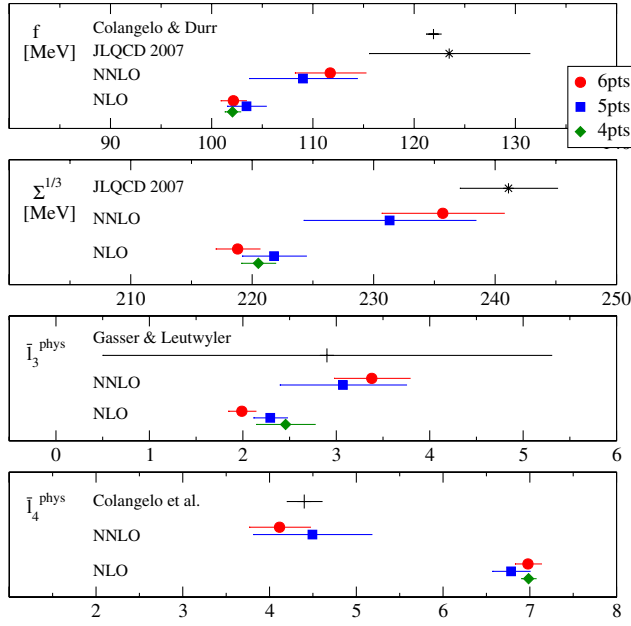 f
[MeV]
Colangelo & Durr
JLQCD 2007
NNLO
NLO
6pts
5pts
4pts
90 100 110 120 130
Σ^1/3
[MeV]
JLQCD 2007
NNLO
NLO
210 220 230 240 250
l̄_3^phys
Gasser & Leutwyler
NNLO
NLO
0 1 2 3 4 5 6
l̄_4^phys
Colangelo et al.
NNLO
NLO
2 3 4 5 6 7 8